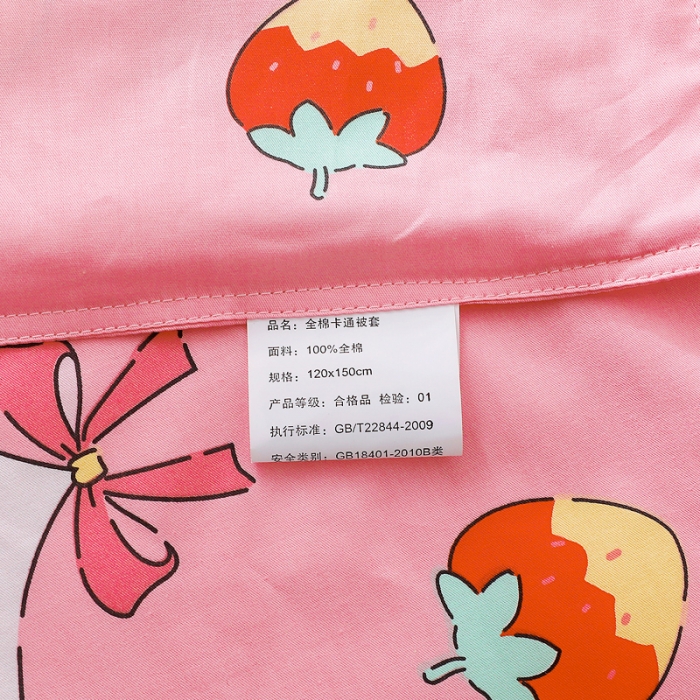 品名：全棉卡通被套
面料：100%全棉
规格：120x150cm
产品等级：合格品 检验：01
执行标准：GB/T22844-2009
安全类别：GB18401-2010B类